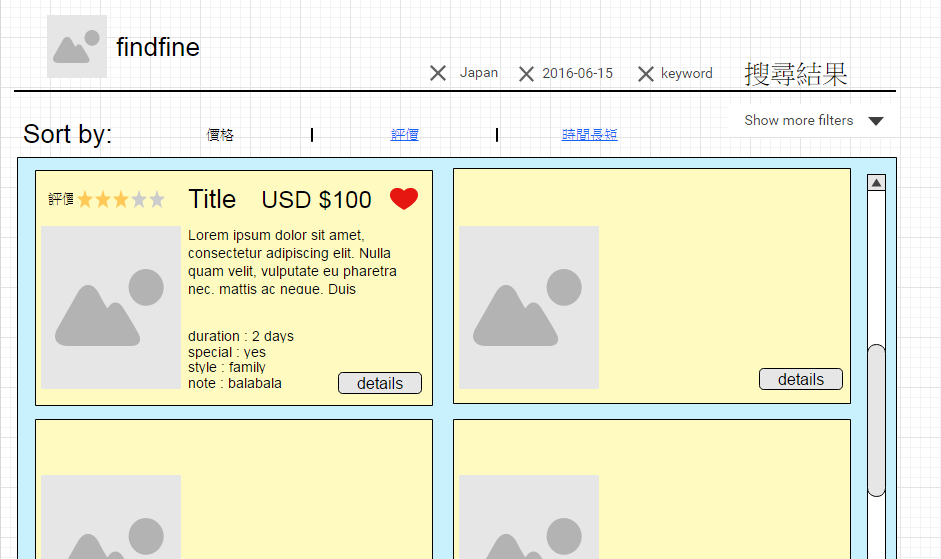 findfine
Japan 2016-06-15 keyword 搜尋結果
Show more filters
Sort by: 價格 評價 時間長短
評價 Title USD $100
Lorem ipsum dolor sit amet,
consectetur adipiscing elit. Nulla
quam velit, vulputate eu pharetra
nec, mattis ac neque. Duis
duration : 2 days
special : yes
style : family
note : balabala
details
details